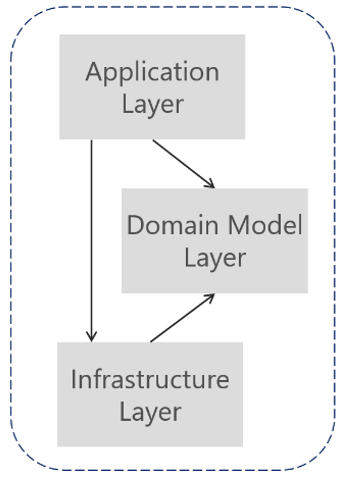 Application
Layer
Domain Model
Layer
Infrastructure
Layer